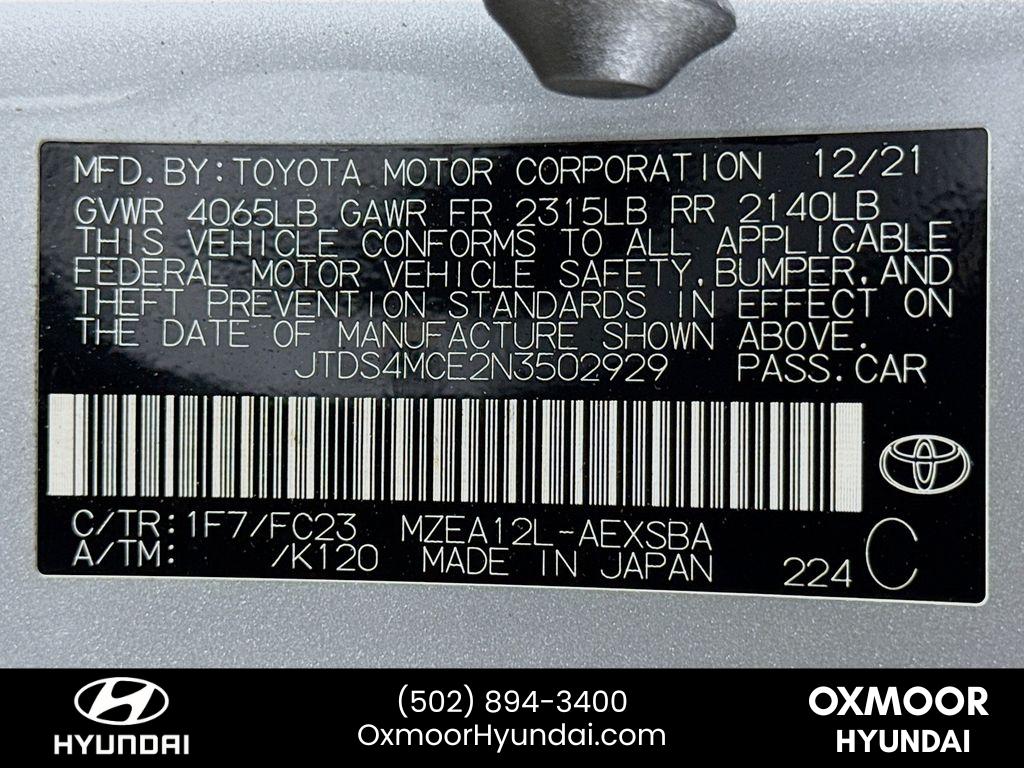 MFD.BY:TOYOTA MOTOR CORPORATION 12/21
GVWR 4065LB GAWR FR 2315LB RR 2140LB
THIS VEHICLE CONFORMS TO ALL APPLICABLE
FEDERAL MOTOR VEHICLE SAFETY,BUMPER,AND
THEFT PREVENTION STANDARDS IN EFFECT ON
THE DATE OF MANUFACTURE SHOWN ABOVE.
JTDS4MCE2N3502929 PASS.CAR
C/TR:1F7/FC23 MZEA12L-AEXSBA
A/TM: /K120 MADE IN JAPAN 224 C
HYUNDAI
(502) 894-3400
OxmoorHyundai.com
OXMOOR
HYUNDAI